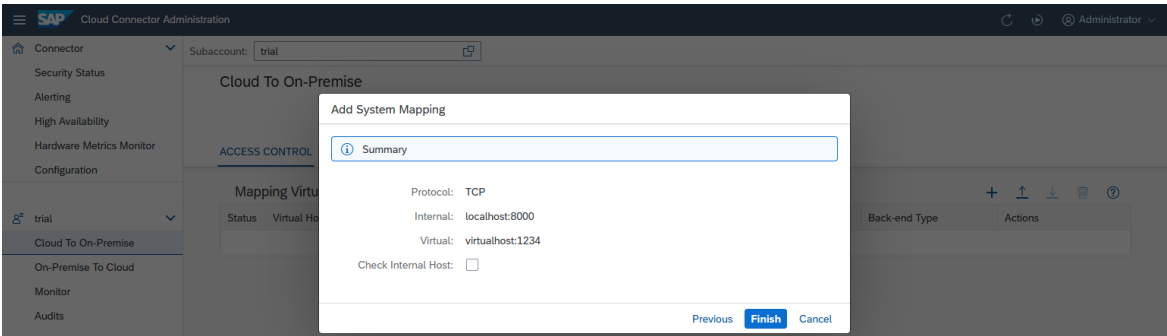 SAP Cloud Connector Administration
Administrator
Connector
Subaccount: trial
Security Status
Cloud To On-Premise
Alerting
Add System Mapping
High Availability
Hardware Metrics Monitor
ACCESS CONTROL
Summary
Configuration
Mapping Virtu
Protocol: TCP
trial
Status Virtual Ho
Internal: localhost:8000
Back-end Type Actions
Cloud To On-Premise
Virtual: virtualhost:1234
On-Premise To Cloud
Check Internal Host:
Monitor
Audits
Previous Finish Cancel